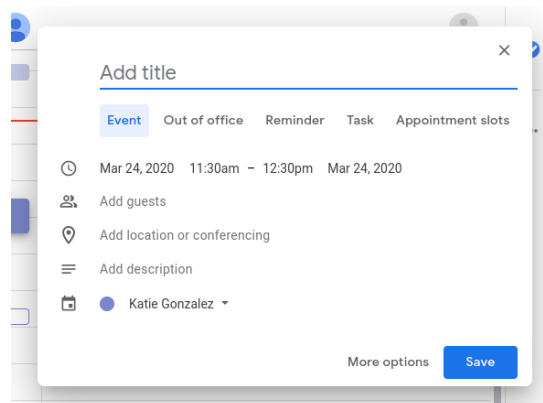 Add title
Event Out of office Reminder Task Appointment slots
Mar 24, 2020 11:30am – 12:30pm Mar 24, 2020
Add guests
Add location or conferencing
Add description
Katie Gonzalez
More options Save